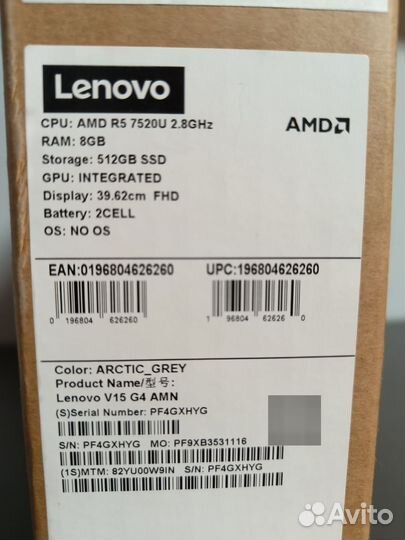 Lenovo
CPU: AMD R5 7520U 2.8GHz
AMD
RAM: 8GB
Storage: 512GB SSD
GPU: INTEGRATED
Display: 39.62cm FHD
Battery: 2CELL
OS: NO OS
EAN:0196804626260 UPC:196804626260
0 196804 626260 1 96804 62626 0
Color: ARCTIC_GREY
Product Name/型号:
Lenovo V15 G4 AMN
(S)Serial Number: PF4GXHYG
S/N: PF4GXHYG MO: PF9XB3531116
(1S)MTM: 82YU00W9IN S/N: PF4GXHYG
Avito